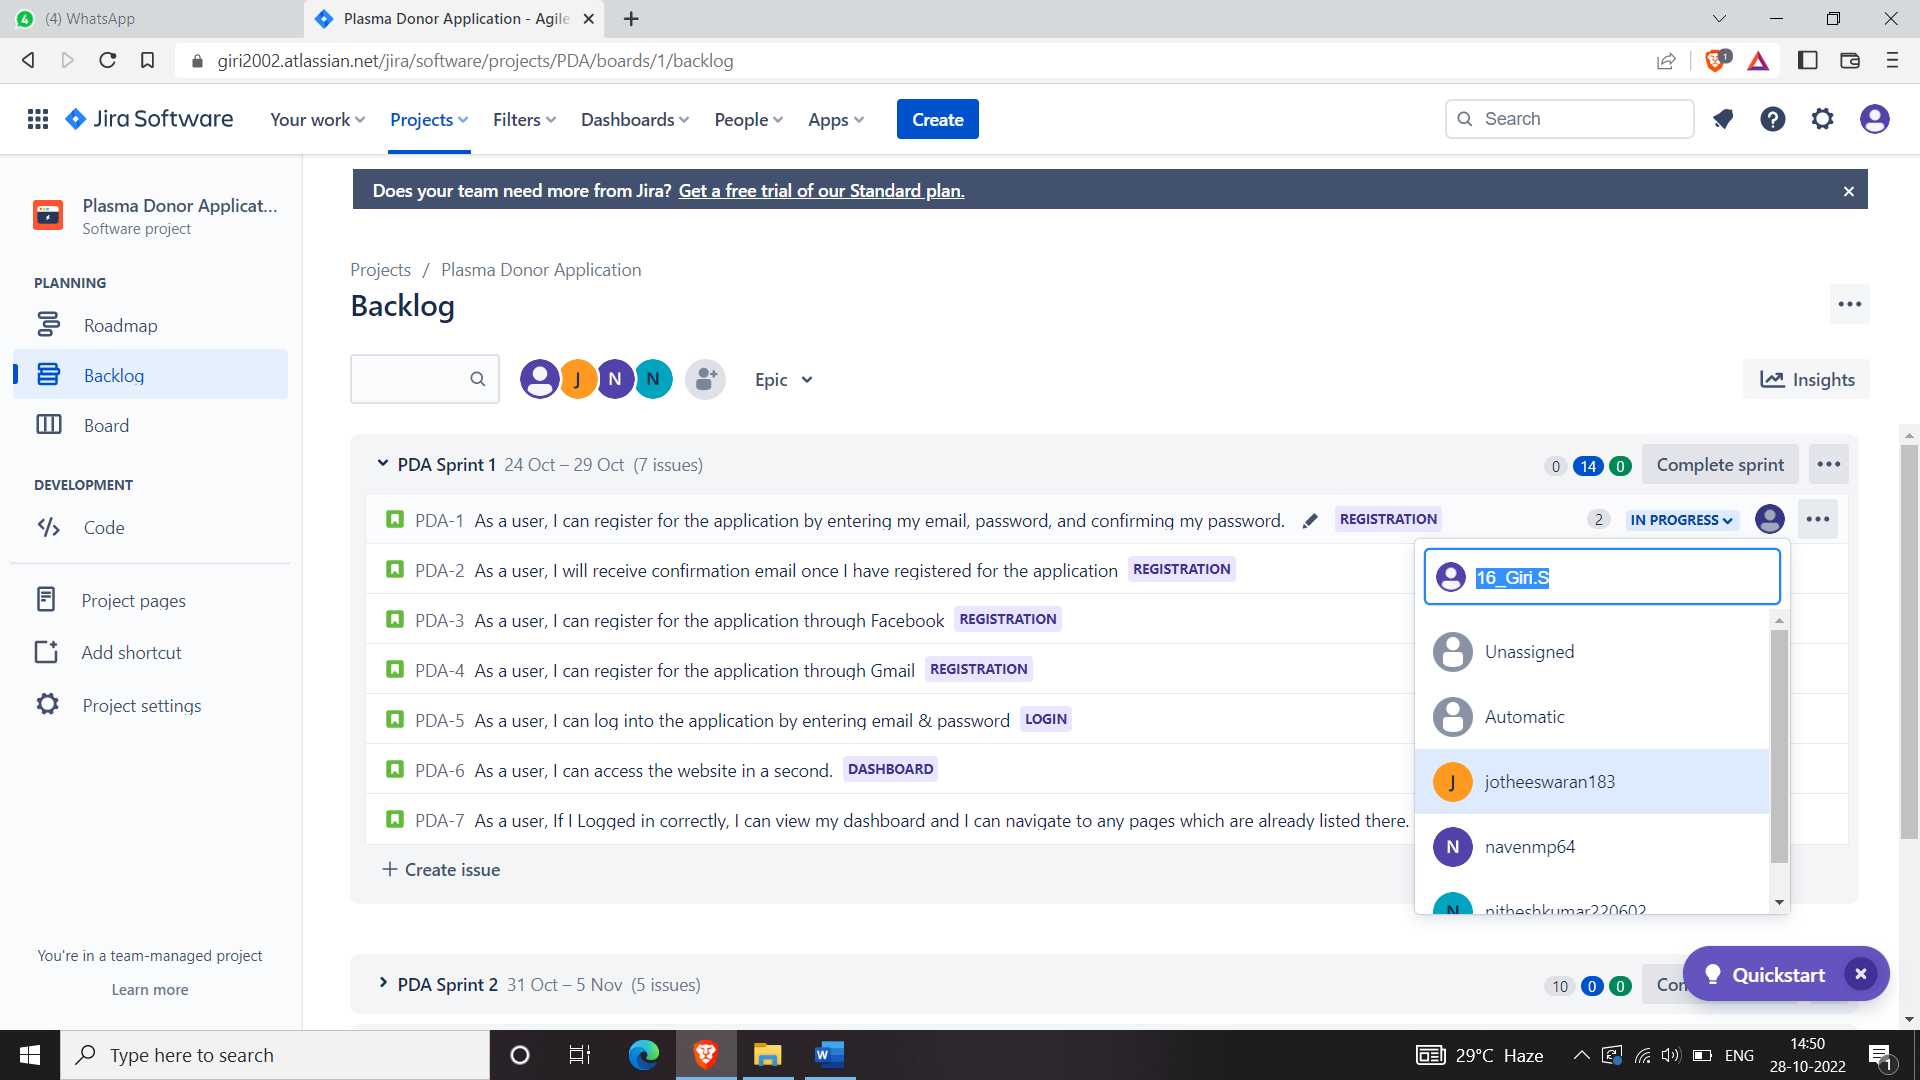 (4) WhatsApp
Plasma Donor Application - Agile
giri2002.atlassian.net/jira/software/projects/PDA/boards/1/backlog
1
Jira Software
Your work
Projects
Filters
Dashboards
People
Apps
Create
Search
Does your team need more from Jira? Get a free trial of our Standard plan.
Plasma Donor Applicat...
Software project
PLANNING
Roadmap
Backlog
Board
DEVELOPMENT
Code
Project pages
Add shortcut
Project settings
You're in a team-managed project
Learn more
Projects / Plasma Donor Application
Backlog
J N N
Epic
Insights
PDA Sprint 1 24 Oct – 29 Oct (7 issues)
0 14 0
Complete sprint
PDA-1 As a user, I can register for the application by entering my email, password, and confirming my password. REGISTRATION
2 IN PROGRESS
PDA-2 As a user, I will receive confirmation email once I have registered for the application REGISTRATION
PDA-3 As a user, I can register for the application through Facebook REGISTRATION
PDA-4 As a user, I can register for the application through Gmail REGISTRATION
PDA-5 As a user, I can log into the application by entering email & password LOGIN
PDA-6 As a user, I can access the website in a second. DASHBOARD
PDA-7 As a user, If I Logged in correctly, I can view my dashboard and I can navigate to any pages which are already listed there.
Create issue
16_Giri.S
Unassigned
Automatic
J jotheeswaran183
N navenmp64
N nitheshkumar220602
PDA Sprint 2 31 Oct – 5 Nov (5 issues)
10 0 0
Con
Quickstart
Type here to search
29°C Haze
ENG
14:50
28-10-2022
1